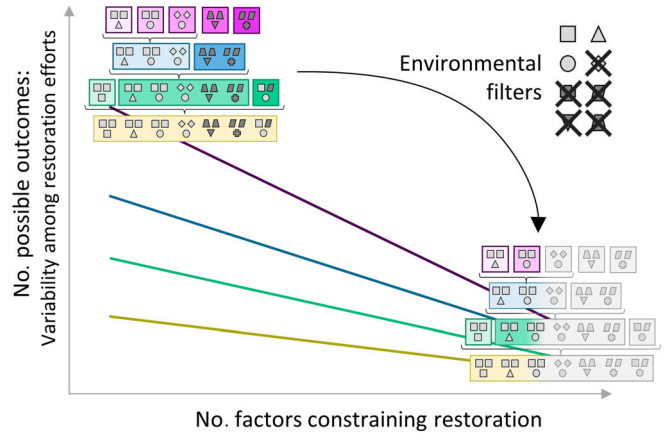 Environmental
filters
No. possible outcomes:
Variability among restoration efforts
No. factors constraining restoration